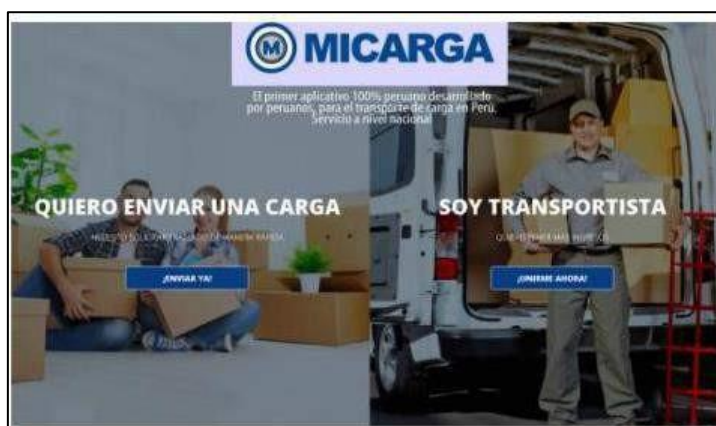 M MICARGA
El primer aplicativo 100% peruano desarrollado
por peruanos, para el transporte de carga en Perú.
Servicio a nivel nacional
QUIERO ENVIAR UNA CARGA
¡ENVIAR YA!
SOY TRANSPORTISTA
¡UNIRME AHORA!